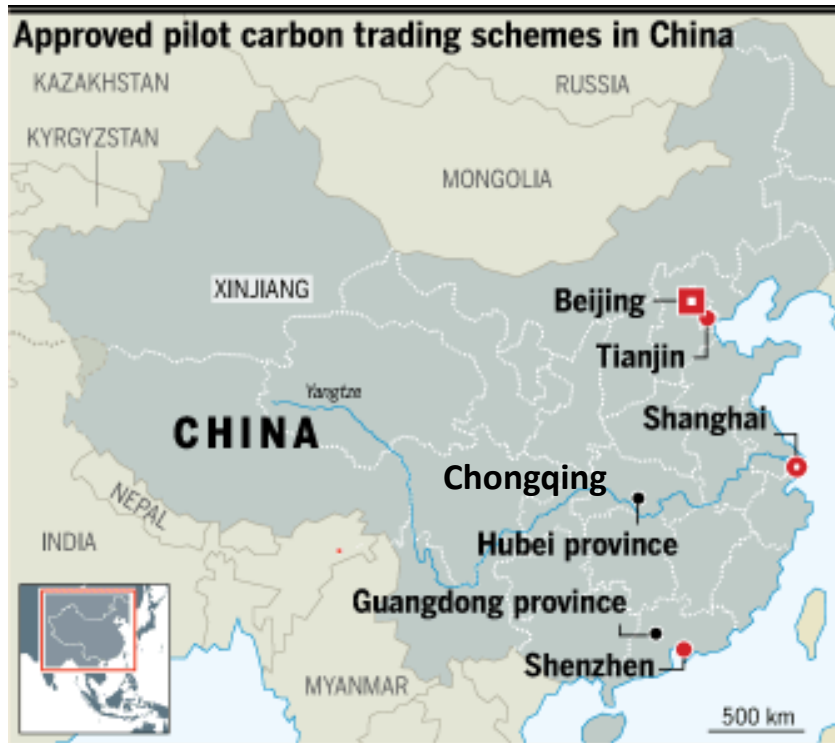 Approved pilot carbon trading schemes in China
KAZAKHSTAN
RUSSIA
KYRGYZSTAN
MONGOLIA
XINJIANG
Beijing
Tianjin
Yangtze
CHINA
Shanghai
Chongqing
NEPAL
INDIA
Hubei province
Guangdong province
Shenzhen
MYANMAR
500 km